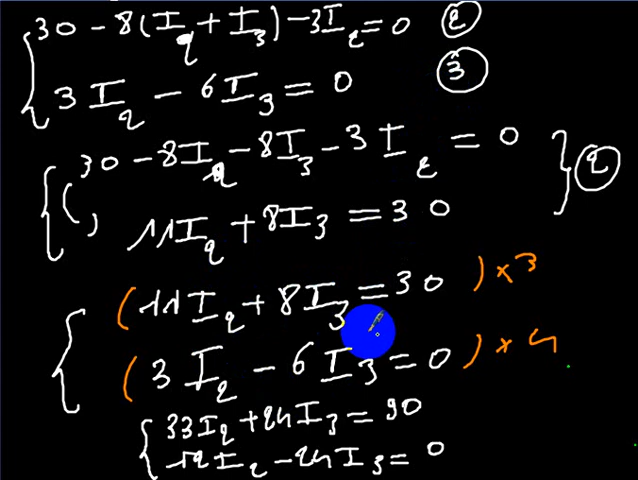 30 - 8(I₂ + I₃) - 3I₂ = 0 ②
3I₂ - 6I₃ = 0 ③
30 - 8I₂ - 8I₃ - 3I₂ = 0 ②
11I₂ + 8I₃ = 30
(11I₂ + 8I₃ = 30) × 3
(3I₂ - 6I₃ = 0) × 4
33I₂ + 24I₃ = 90
12I₂ - 24I₃ = 0